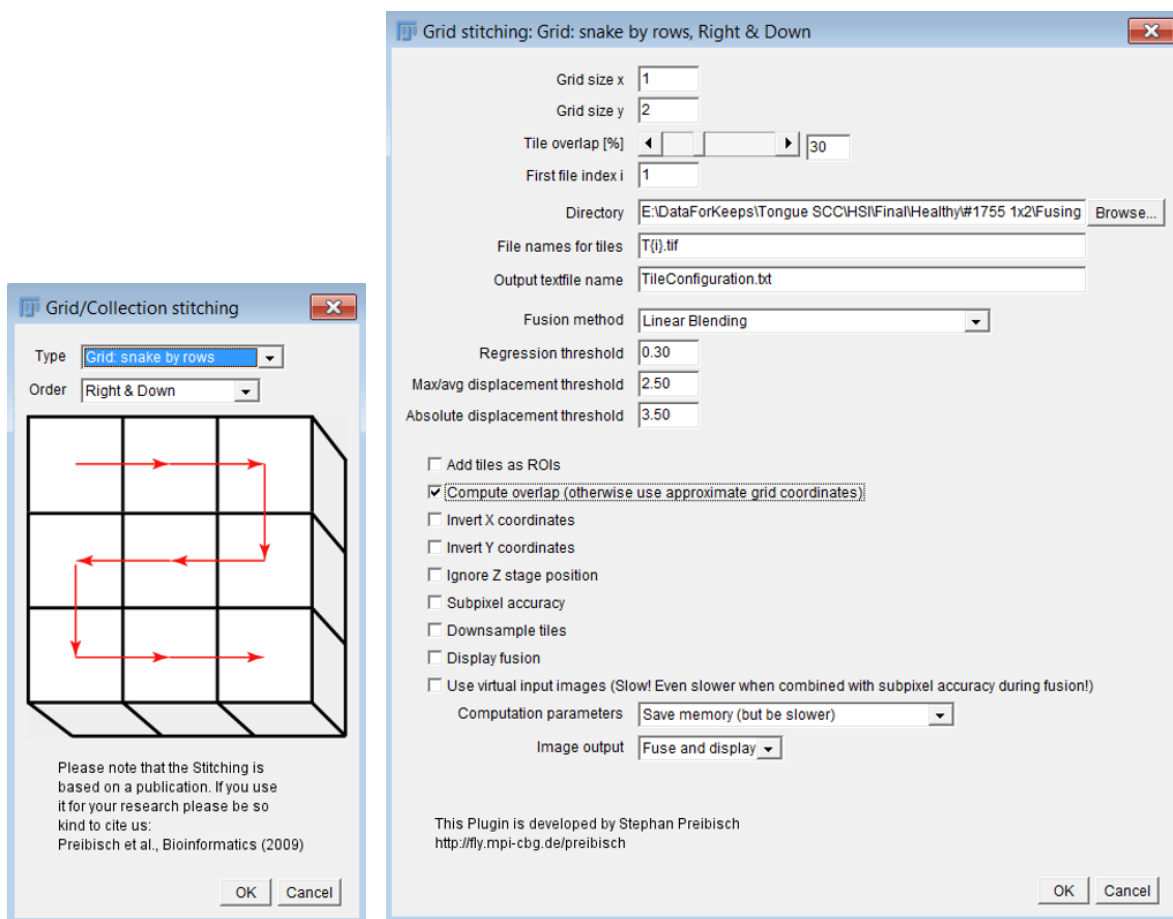 Grid/Collection stitching
Type Grid: snake by rows
Order Right & Down
Please note that the Stitching is
based on a publication. If you use
it for your research please be so
kind to cite us:
Preibisch et al., Bioinformatics (2009)
OK Cancel
Grid stitching: Grid: snake by rows, Right & Down
Grid size x 1
Grid size y 2
Tile overlap [%] 30
First file index i 1
Directory E:\DataForKeeps\Tongue SCC\HSI\Final\Healthy\#1755 1x2\Fusing Browse...
File names for tiles T{i}.tif
Output textfile name TileConfiguration.txt
Fusion method Linear Blending
Regression threshold 0.30
Max/avg displacement threshold 2.50
Absolute displacement threshold 3.50
Add tiles as ROIs
Compute overlap (otherwise use approximate grid coordinates)
Invert X coordinates
Invert Y coordinates
Ignore Z stage position
Subpixel accuracy
Downsample tiles
Display fusion
Use virtual input images (Slow! Even slower when combined with subpixel accuracy during fusion!)
Computation parameters Save memory (but be slower)
Image output Fuse and display
This Plugin is developed by Stephan Preibisch
http://fly.mpi-cbg.de/preibisch
OK Cancel